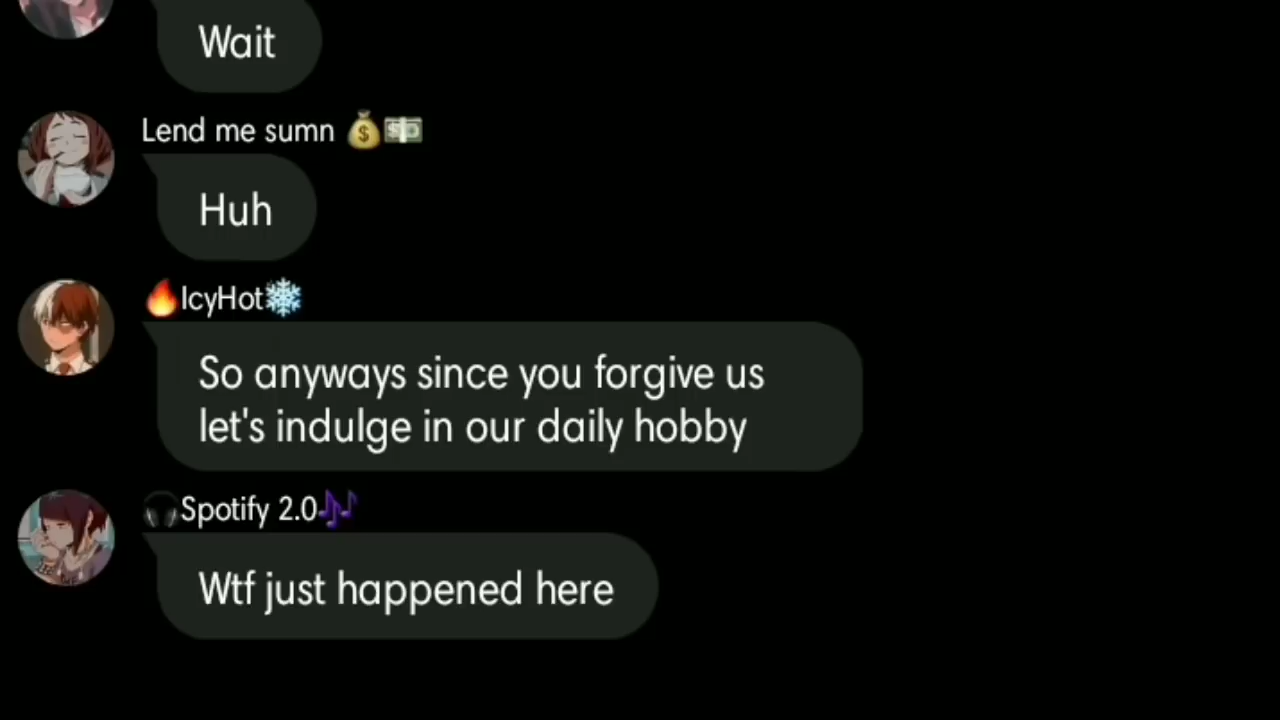 Wait
Lend me sumn 💰💵
Huh
🔥IcyHot❄️
So anyways since you forgive us
let's indulge in our daily hobby
🎧Spotify 2.0🎶
Wtf just happened here